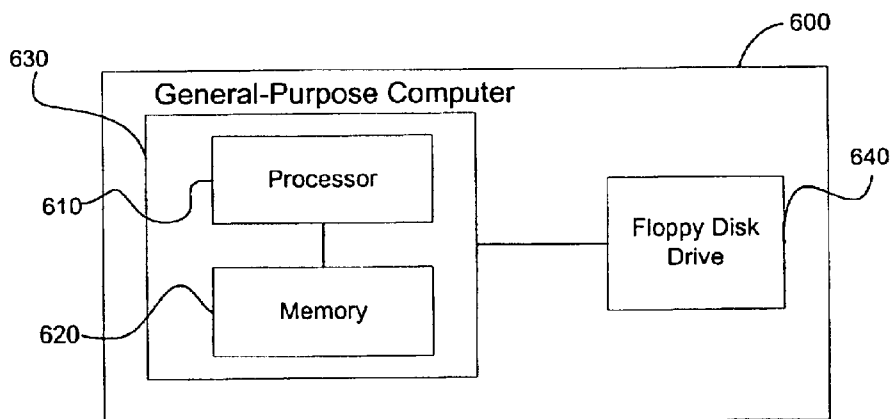 600
630
General-Purpose Computer
Processor
640
610
Floppy Disk
Drive
Memory
620